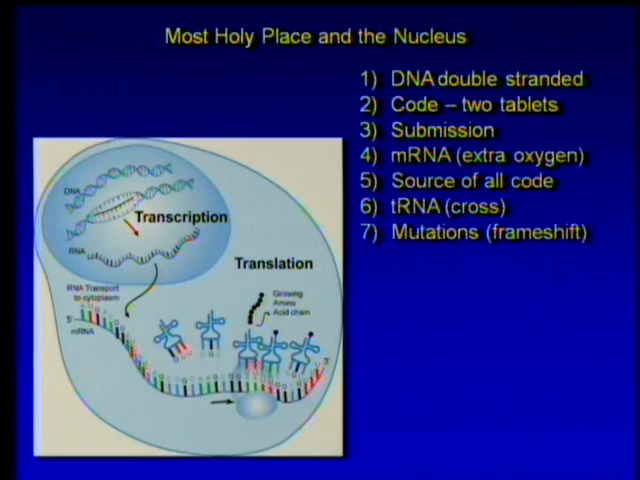 Most Holy Place and the Nucleus
1) DNA double stranded
2) Code – two tablets
3) Submission
4) mRNA (extra oxygen)
5) Source of all code
6) tRNA (cross)
7) Mutations (frameshift)
DNA
Transcription
RNA
Translation
RNA Transport
to cytoplasm
Growing
Amino
Acid chain
5'
mRNA
3'